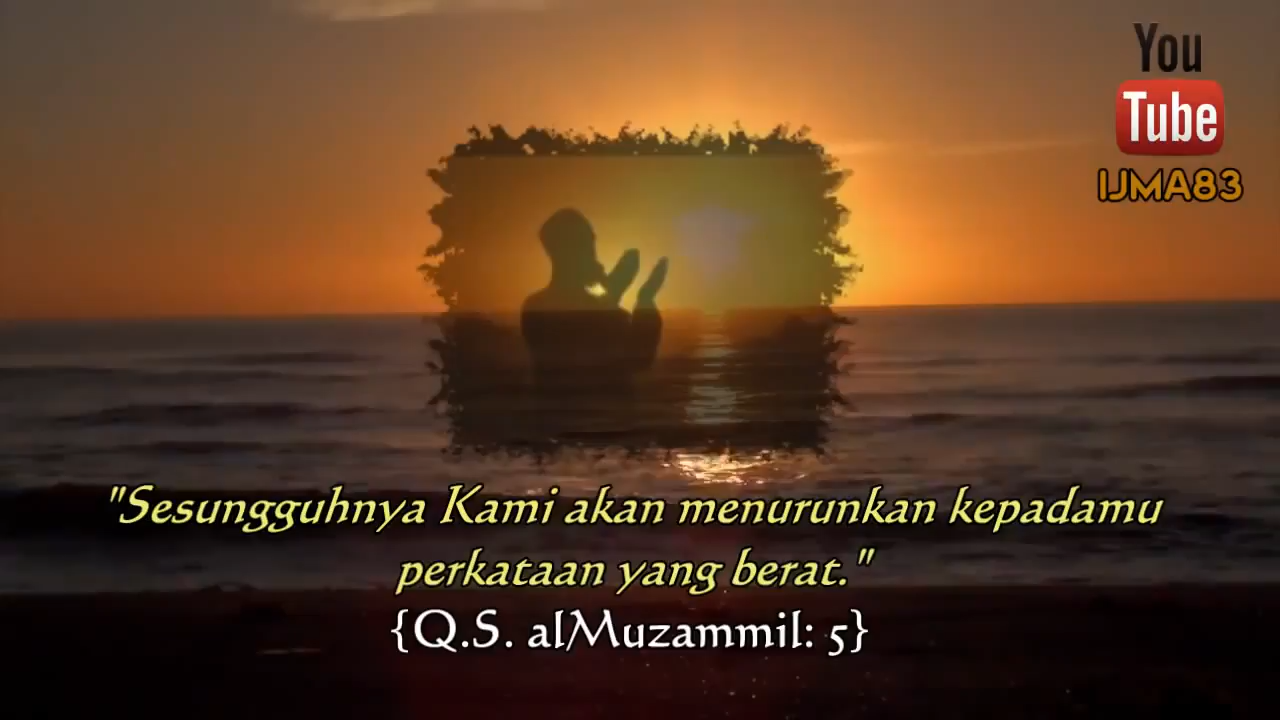 You
Tube
IJMA83
"Sesungguhnya Kami akan menurunkan kepadamu
perkataan yang berat."
{Q.S. alMuzammil: 5}